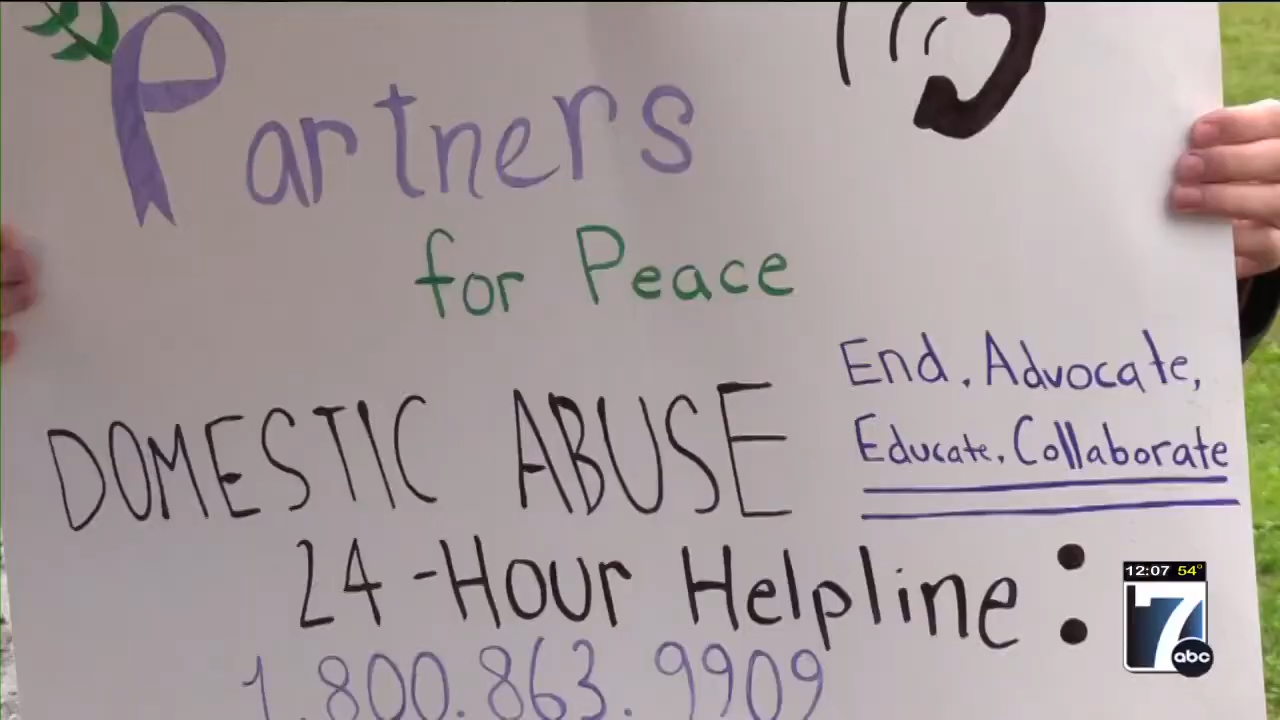 Partners
for Peace
End, Advocate,
Educate, Collaborate
DOMESTIC ABUSE
24-Hour Helpline:
1.800.863.9909
12:07 54°
7
abc